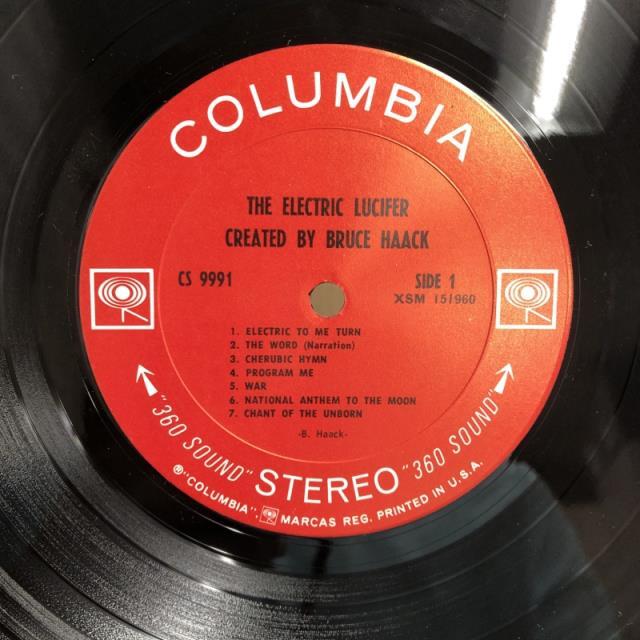 COLUMBIA
THE ELECTRIC LUCIFER
CREATED BY BRUCE HAACK
CS 9991
SIDE 1
XSM 151960
1. ELECTRIC TO ME TURN
2. THE WORD (Narration)
3. CHERUBIC HYMN
4. PROGRAM ME
5. WAR
6. NATIONAL ANTHEM TO THE MOON
7. CHANT OF THE UNBORN
-B. Haack-
"360 SOUND" STEREO "360 SOUND"
®"COLUMBIA", MARCAS REG. PRINTED IN U.S.A.